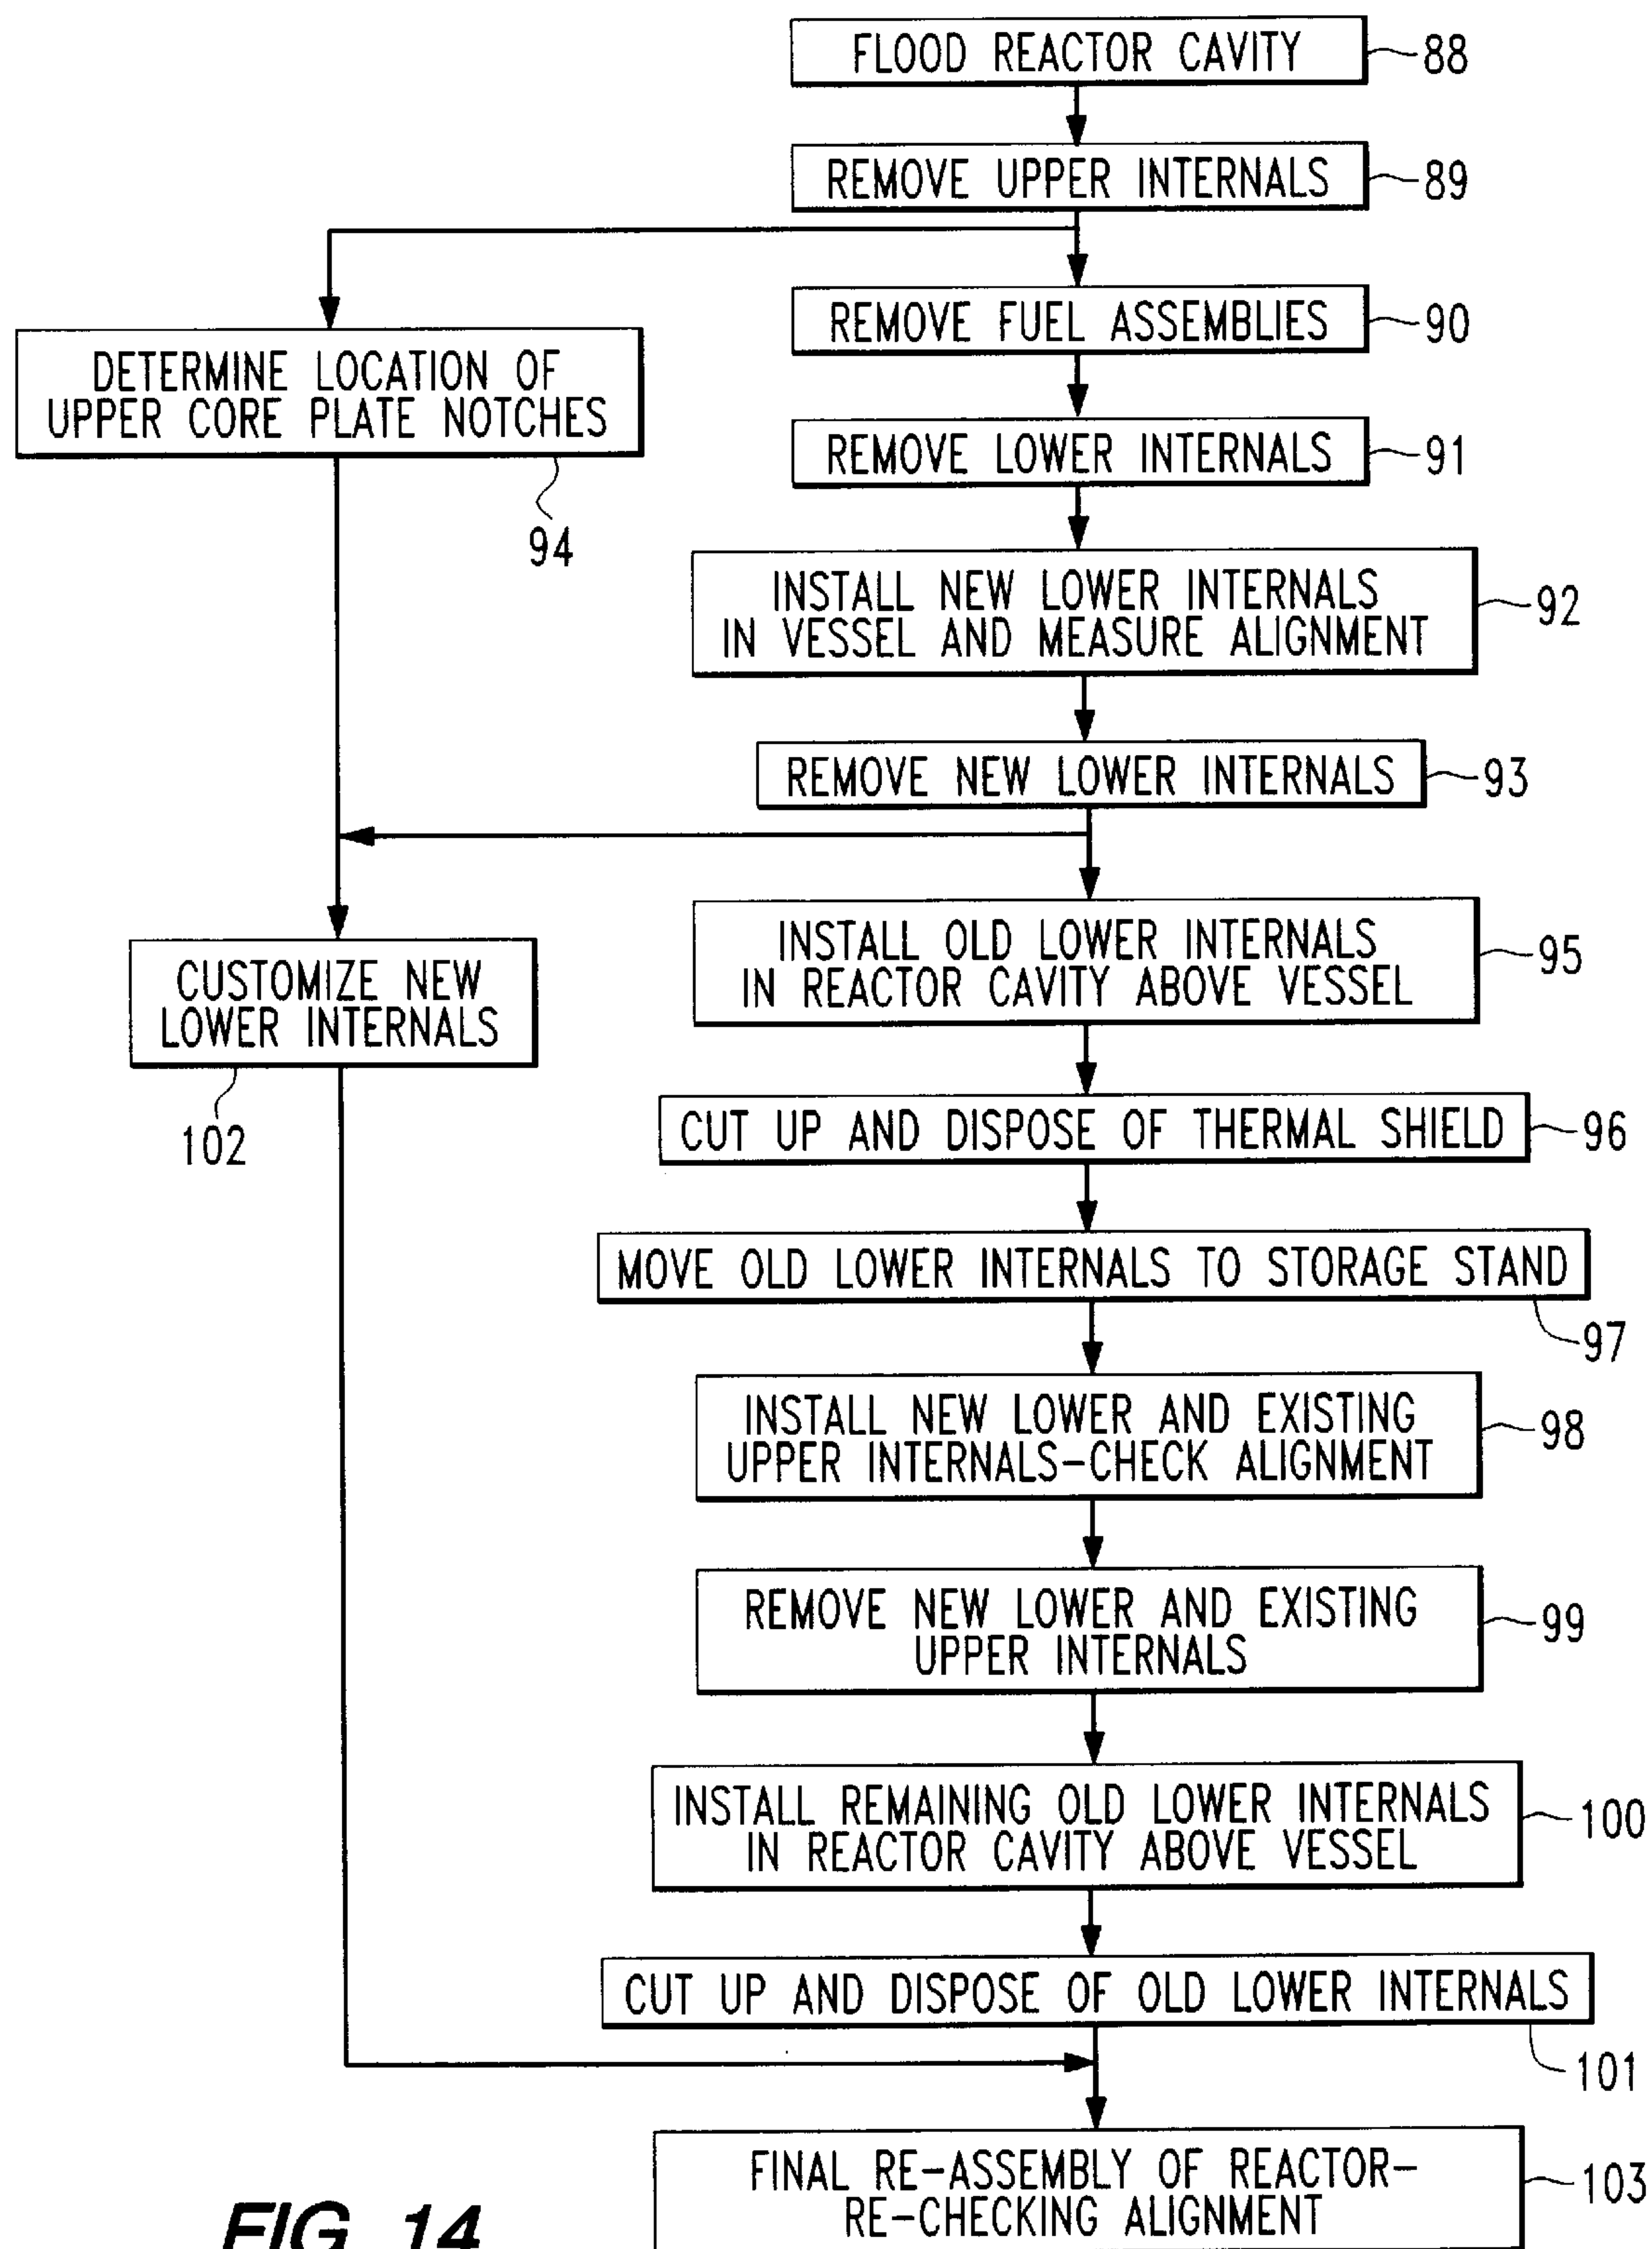 FLOOD REACTOR CAVITY
88
REMOVE UPPER INTERNALS
89
REMOVE FUEL ASSEMBLIES
90
DETERMINE LOCATION OF
UPPER CORE PLATE NOTCHES
94
REMOVE LOWER INTERNALS
91
INSTALL NEW LOWER INTERNALS
IN VESSEL AND MEASURE ALIGNMENT
92
REMOVE NEW LOWER INTERNALS
93
INSTALL OLD LOWER INTERNALS
IN REACTOR CAVITY ABOVE VESSEL
95
CUSTOMIZE NEW
LOWER INTERNALS
102
CUT UP AND DISPOSE OF THERMAL SHIELD
96
MOVE OLD LOWER INTERNALS TO STORAGE STAND
97
INSTALL NEW LOWER AND EXISTING
UPPER INTERNALS-CHECK ALIGNMENT
98
REMOVE NEW LOWER AND EXISTING
UPPER INTERNALS
99
INSTALL REMAINING OLD LOWER INTERNALS
IN REACTOR CAVITY ABOVE VESSEL
100
CUT UP AND DISPOSE OF OLD LOWER INTERNALS
101
FINAL RE-ASSEMBLY OF REACTOR-
RE-CHECKING ALIGNMENT
103
FIG. 14